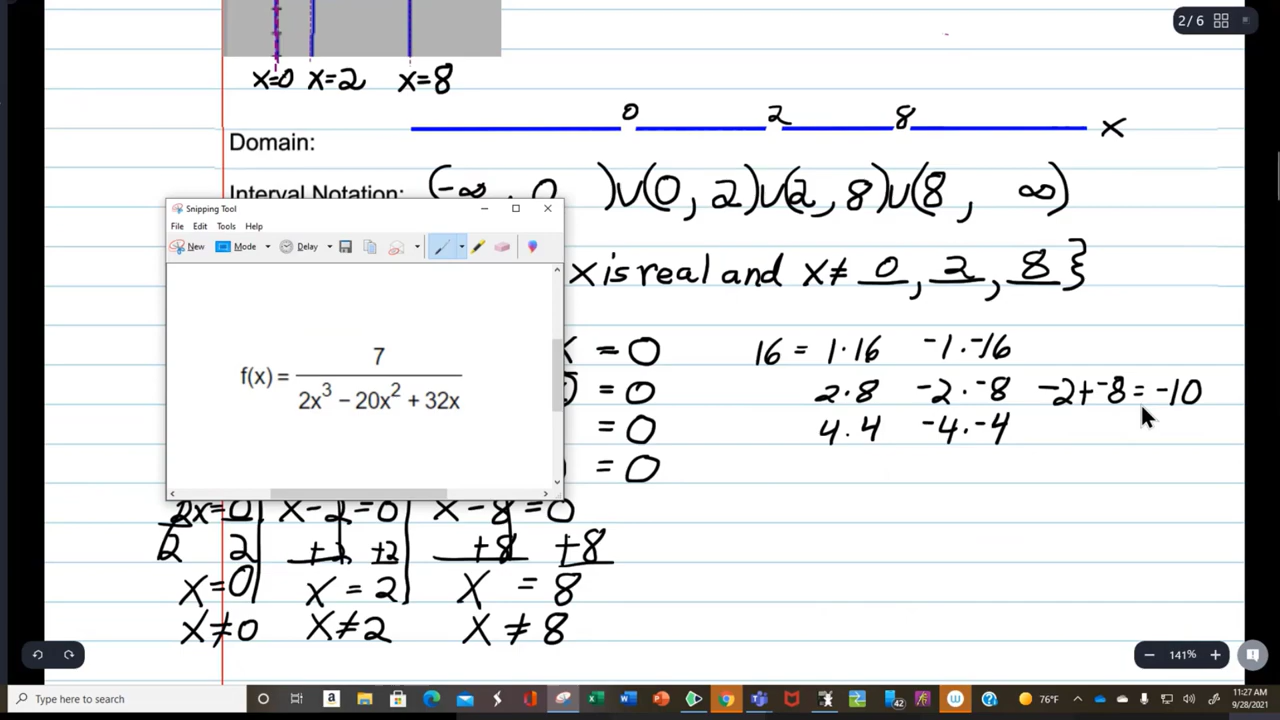 2/6
x=0 x=2 x=8
0 2 8 x
Domain:
Interval Notation: (-∞, 0 )∪(0, 2)∪(2, 8)∪(8, ∞)
Snipping Tool
File Edit Tools Help
New Mode Delay
x is real and x≠ 0, 2, 8}
f(x) = 7 / (2x³ − 20x² + 32x)
x = 0
= 0
= 0
= 0
16 = 1·16 -1·-16
2·8 -2·-8 -2+-8=-10
4·4 -4·-4
2x=0 x-2=0 x-8=0
2 2 +2 +2 +8 +8
x=0 x=2 x=8
x≠0 x≠2 x≠8
141%
Type here to search
42
76°F
11:27 AM
9/28/2021